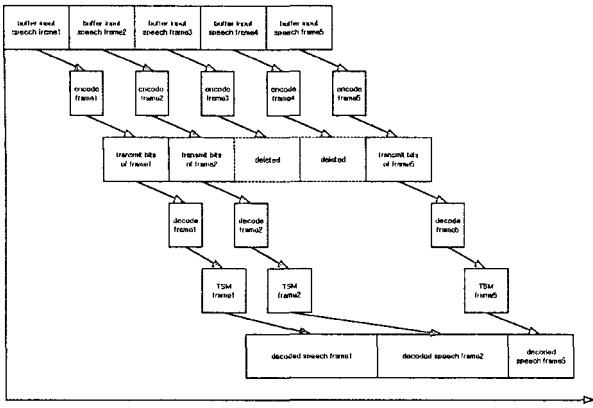 buffer input
speech frame1
buffer input
speech frame2
buffer input
speech frame3
buffer input
speech frame4
buffer input
speech frame5
encode
frame1
encode
frame2
encode
frame3
encode
frame4
encode
frame5
transmit bits
of frame1
transmit bits
of frame2
deleted
deleted
transmit bits
of frame5
decode
frame1
decode
frame2
decode
frame5
TSM
frame1
TSM
frame2
TSM
frame5
decoded speech frame1
decoded speech frame2
decoded
speech frame5